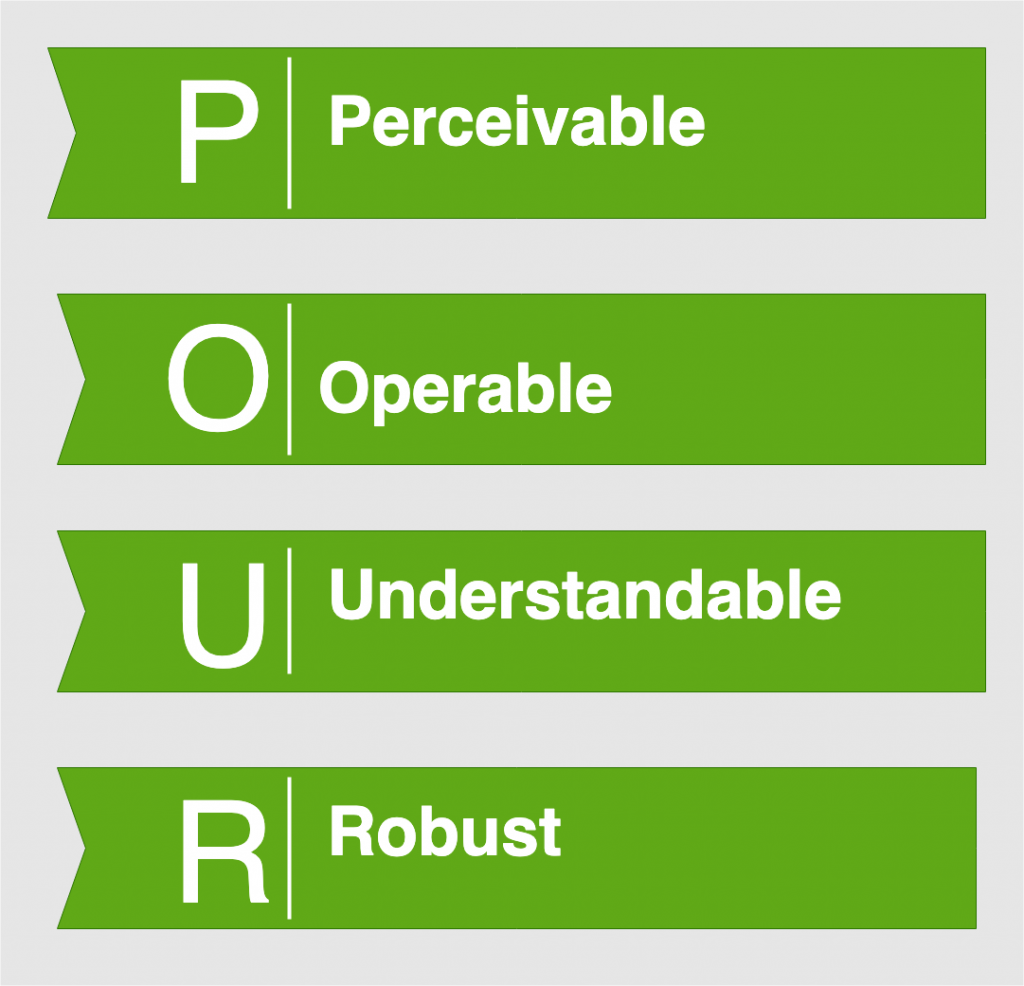 P Perceivable
O Operable
U Understandable
R Robust